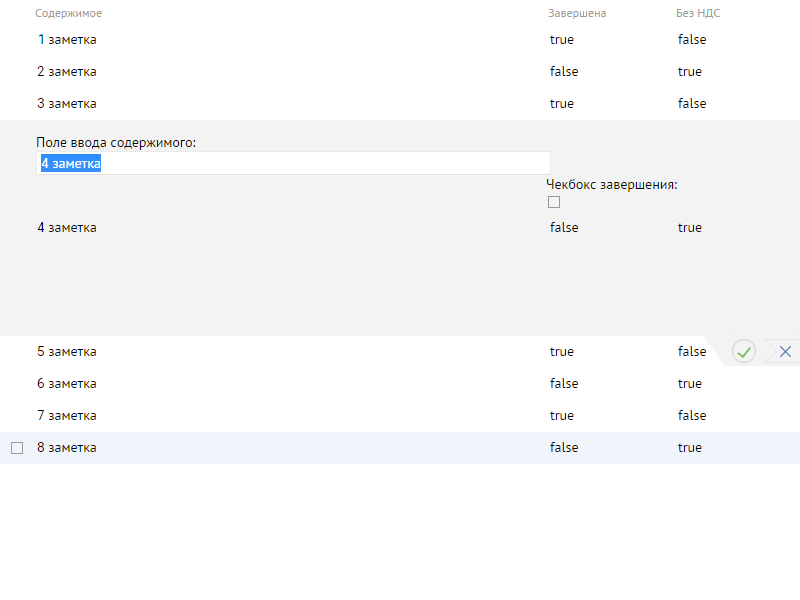 Содержимое Завершена Без НДС
1 заметка true false
2 заметка false true
3 заметка true false
Поле ввода содержимого:
4 заметка
Чекбокс завершения:
4 заметка false true
5 заметка true false
6 заметка false true
7 заметка true false
8 заметка false true